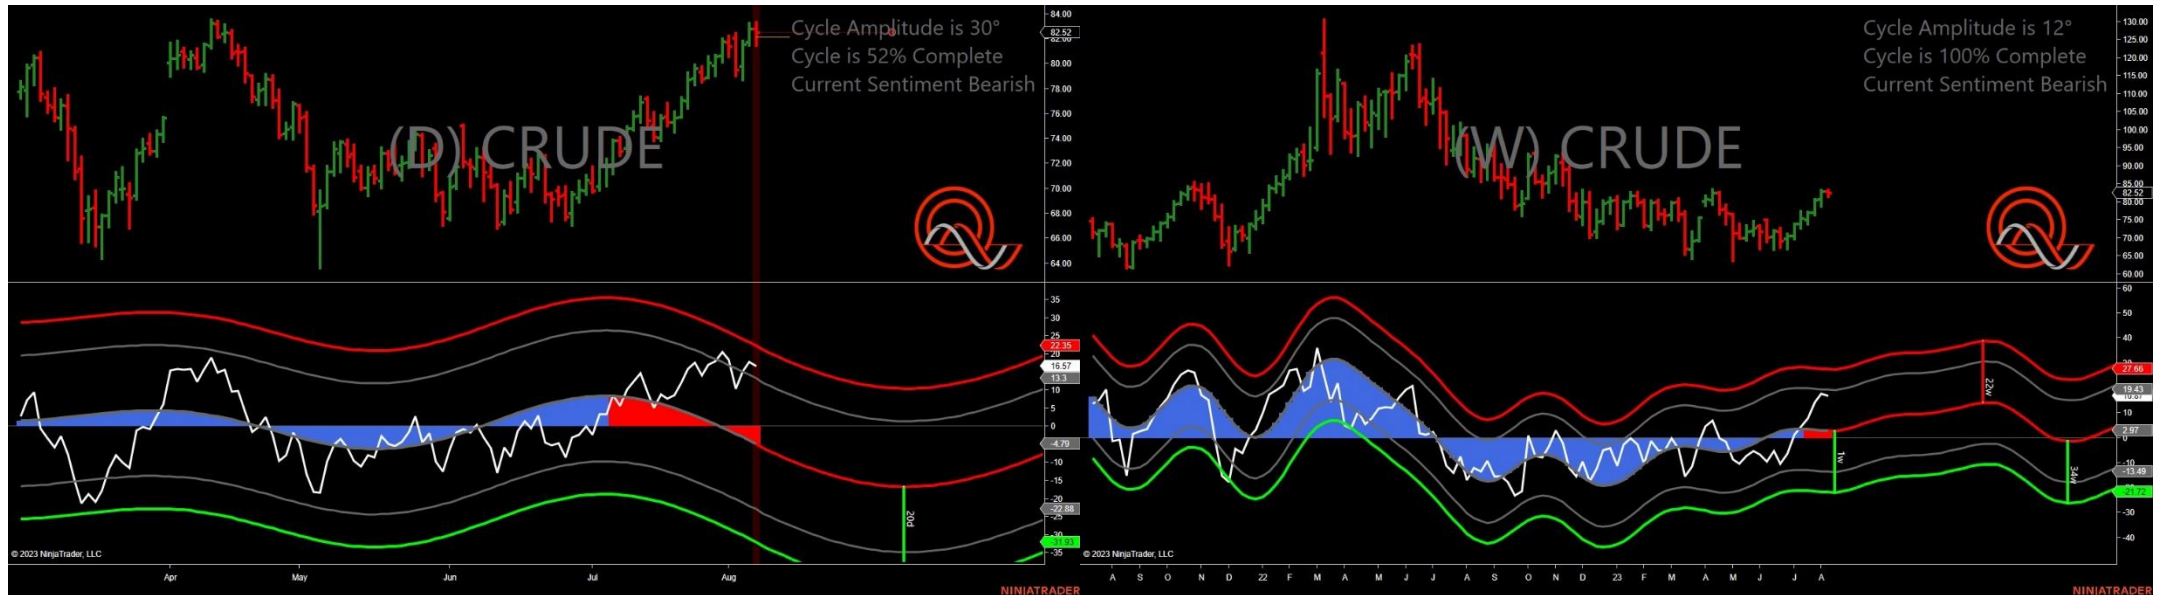 Cycle Amplitude is 30°
Cycle is 52% Complete
Current Sentiment Bearish
(D) CRUDE
84.00
82.52
80.00
78.00
76.00
74.00
72.00
70.00
68.00
66.00
64.00
35
30
25
22.35
20
16.57
13.3
10
5
0
-4.79
-10
-15
-20
-22.88
-25
-31.93
-35
20d
© 2023 NinjaTrader, LLC
Apr
May
Jun
Jul
Aug
NINJATRADER
Cycle Amplitude is 12°
Cycle is 100% Complete
Current Sentiment Bearish
(W) CRUDE
130.00
125.00
120.00
115.00
110.00
105.00
100.00
95.00
90.00
85.00
82.52
80.00
75.00
70.00
65.00
60.00
60
50
40
27.66
19.43
10
2.97
0
-10
-13.49
-21.72
-30
-40
22w
1w
34w
© 2023 NinjaTrader, LLC
A S O N D 22 F M A M J J A S O N D 23 F M A M J J A
NINJATRADER